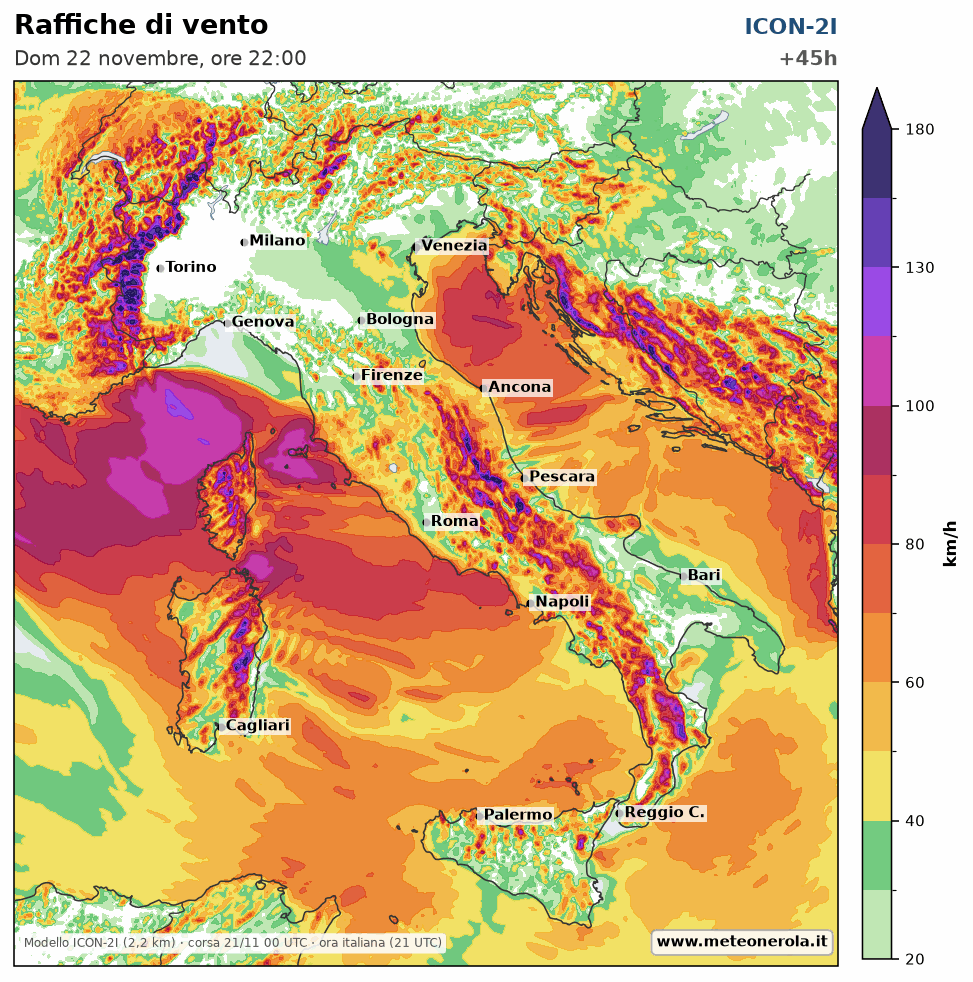 Raffiche di vento
ICON-2I
Dom 22 novembre, ore 22:00
+45h
180
130
100
80
60
40
20
km/h
Milano
Venezia
Torino
Genova
Bologna
Firenze
Ancona
Pescara
Roma
Bari
Napoli
Cagliari
Palermo
Reggio C.
Modello ICON-2I (2,2 km) · corsa 21/11 00 UTC · ora italiana (21 UTC)
www.meteonerola.it